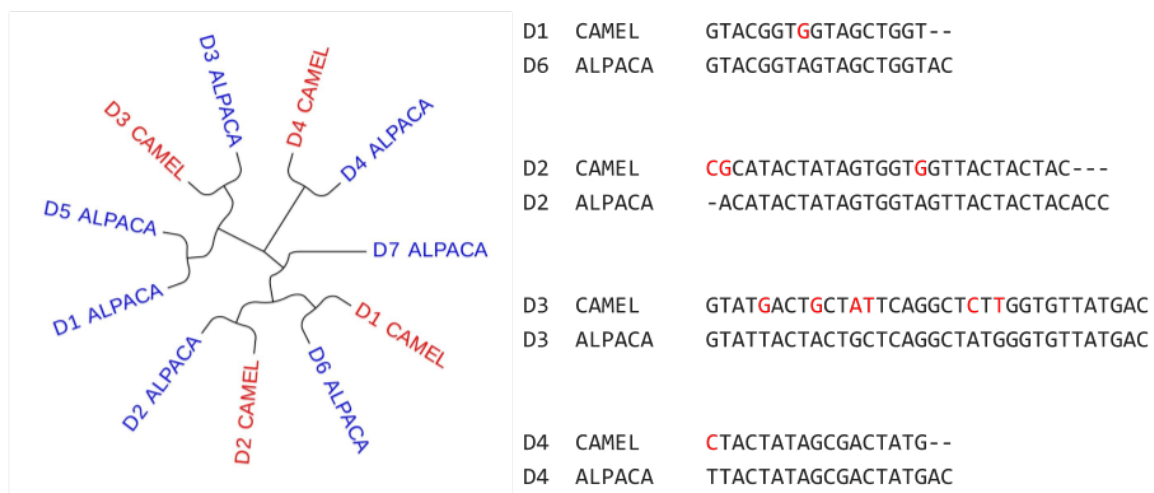 D3 ALPACA
D4 CAMEL
D3 CAMEL
D4 ALPACA
D5 ALPACA
D7 ALPACA
D1 ALPACA
D1 CAMEL
D2 ALPACA
D2 CAMEL
D6 ALPACA
D1 CAMEL GTACGGTGGTAGCTGGT--
D6 ALPACA GTACGGTAGTAGCTGGTAC
D2 CAMEL CGCATACTATAGTGGTGGTTACTACTAC---
D2 ALPACA -ACATACTATAGTGGTAGTTACTACTACACC
D3 CAMEL GTATGACTGCTATTCAGGCTCTTGGTGTTATGAC
D3 ALPACA GTATTACTACTGCTCAGGCTATGGGTGTTATGAC
D4 CAMEL CTACTATAGCGACTATG--
D4 ALPACA TTACTATAGCGACTATGAC